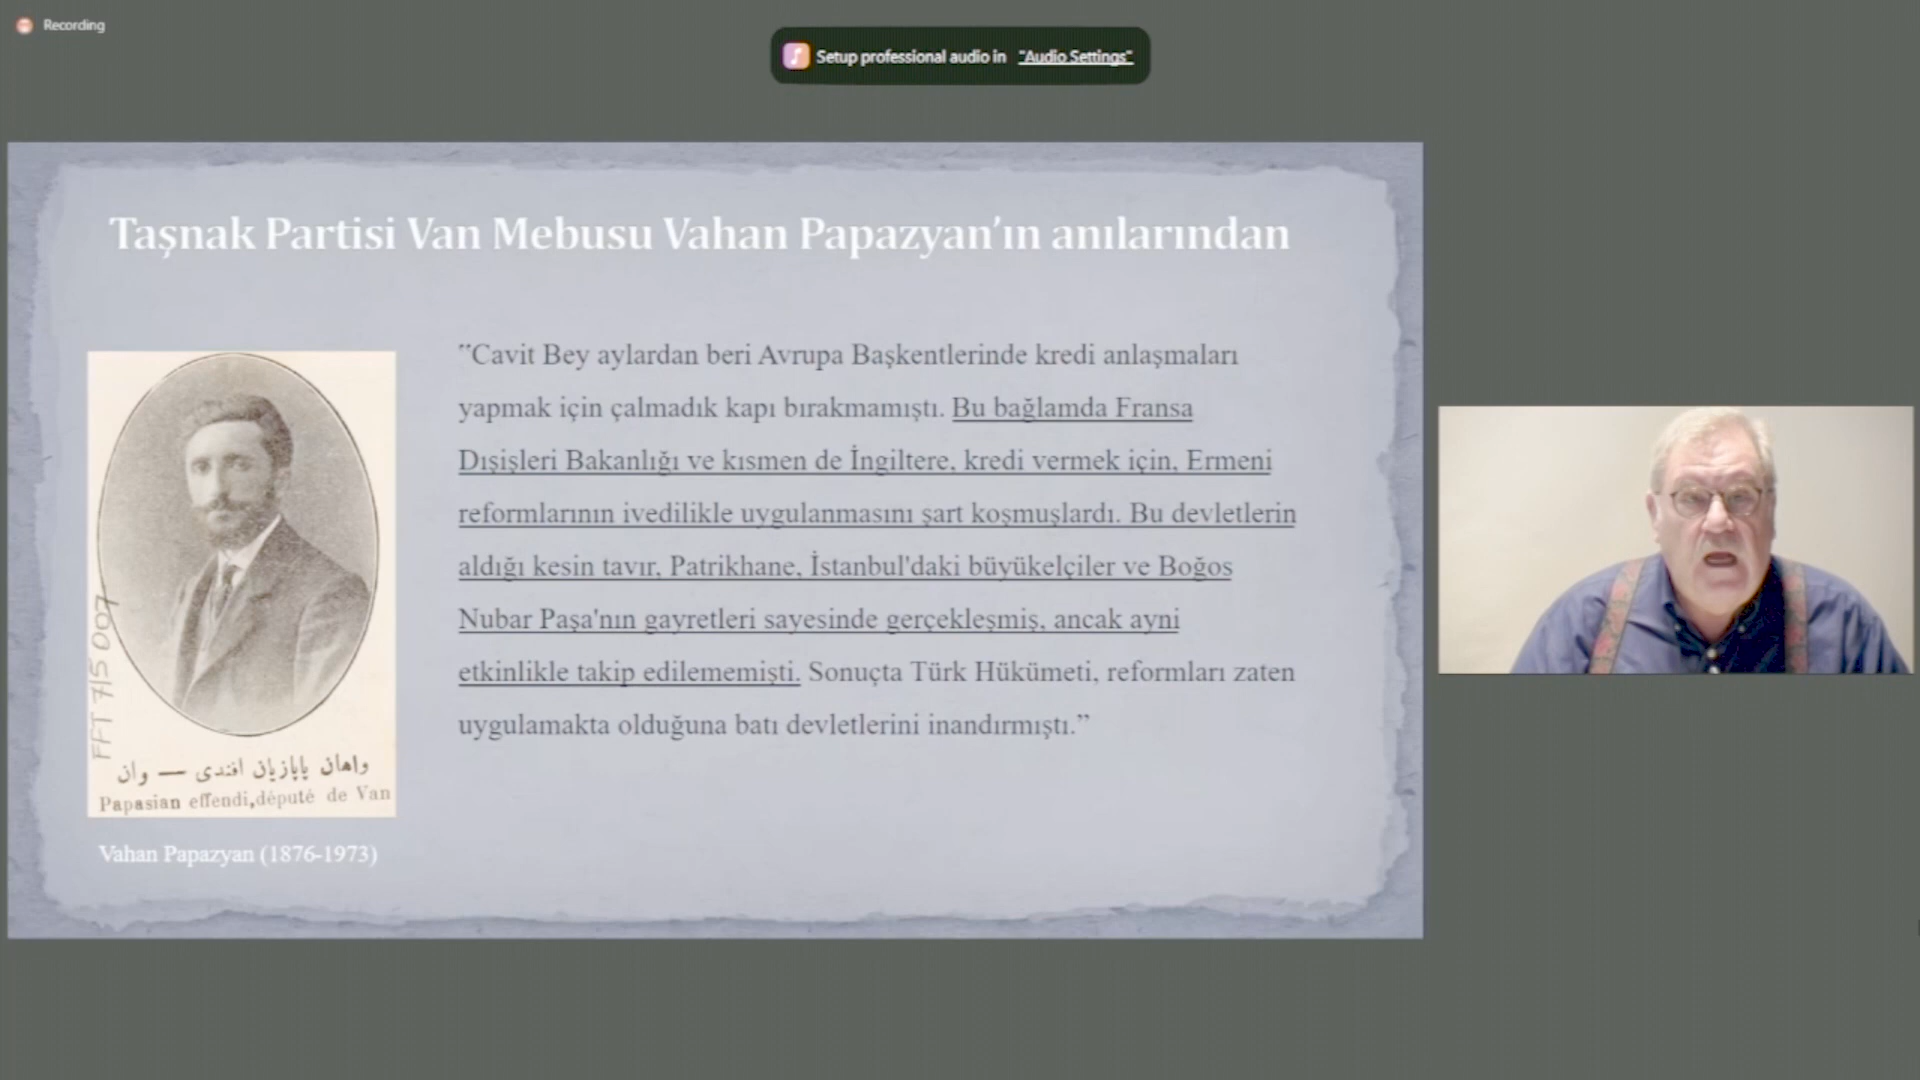 Recording
Setup professional audio in "Audio Settings"
Taşnak Partisi Van Mebusu Vahan Papazyan’ın anılarından
“Cavit Bey aylardan beri Avrupa Başkentlerinde kredi anlaşmaları
yapmak için çalmadık kapı bırakmamıştı. Bu bağlamda Fransa
Dışişleri Bakanlığı ve kısmen de İngiltere, kredi vermek için, Ermeni
reformlarının ivedilikle uygulanmasını şart koşmuşlardı. Bu devletlerin
aldığı kesin tavır, Patrikhane, İstanbul'daki büyükelçiler ve Boğos
Nubar Paşa'nın gayretleri sayesinde gerçekleşmiş, ancak ayni
etkinlikle takip edilememişti. Sonuçta Türk Hükümeti, reformları zaten
uygulamakta olduğuna batı devletlerini inandırmıştı.”
FFT 7/5 007
واهان پاپازيان افندى — وان
Papasian effendi, député de Van
Vahan Papazyan (1876-1973)